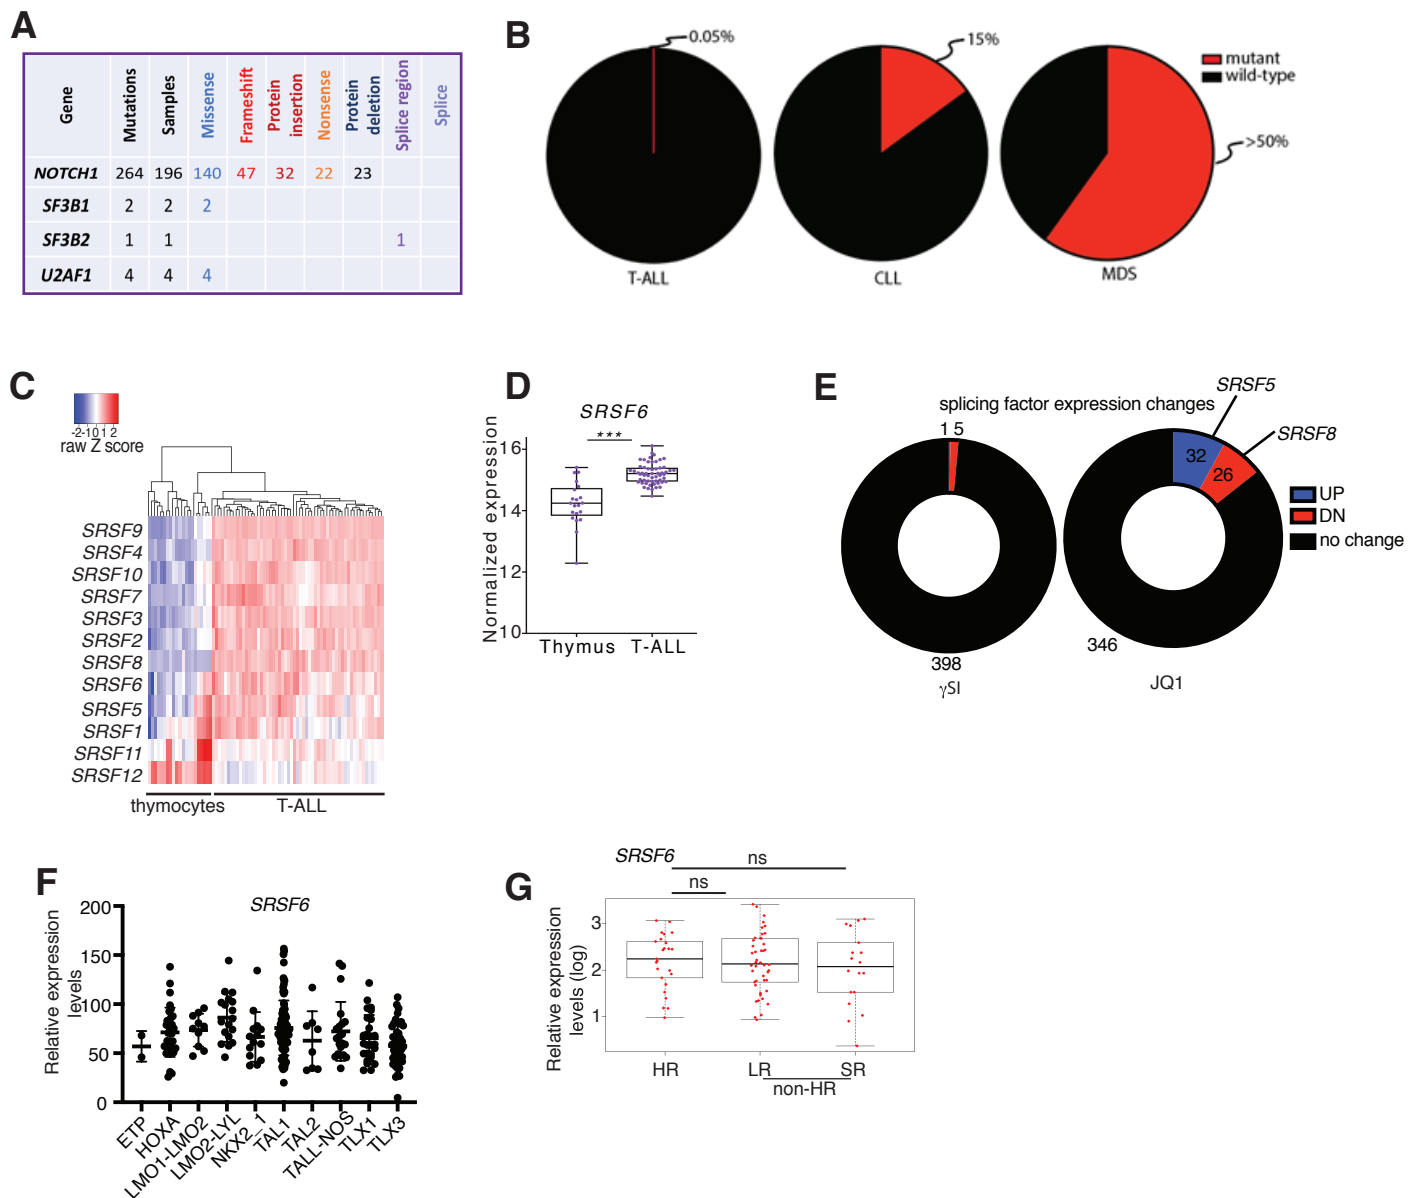 A
Gene Mutations Samples Missense Frameshift Protein insertion Nonsense Protein deletion Splice region Splice
NOTCH1 264 196 140 47 32 22 23
SF3B1 2 2 2
SF3B2 1 1 1
U2AF1 4 4 4
B
0.05%
15%
>50%
mutant
wild-type
T-ALL
CLL
MDS
C
-2-10 1 2
raw Z score
SRSF9
SRSF4
SRSF10
SRSF7
SRSF3
SRSF2
SRSF8
SRSF6
SRSF5
SRSF1
SRSF11
SRSF12
thymocytes
T-ALL
D
SRSF6
***
Normalized expression
16
14
12
10
Thymus
T-ALL
E
splicing factor expression changes
1 5
398
γSI
SRSF5
SRSF8
32
26
346
JQ1
UP
DN
no change
F
SRSF6
Relative expression
levels
200
150
100
50
0
ETP
HOXA
LMO1-LMO2
LMO2-LYL
NKX2_1
TAL1
TAL2
TALL-NOS
TLX1
TLX3
G
SRSF6
ns
ns
Relative expression
levels (log)
3
2
1
HR
LR
SR
non-HR